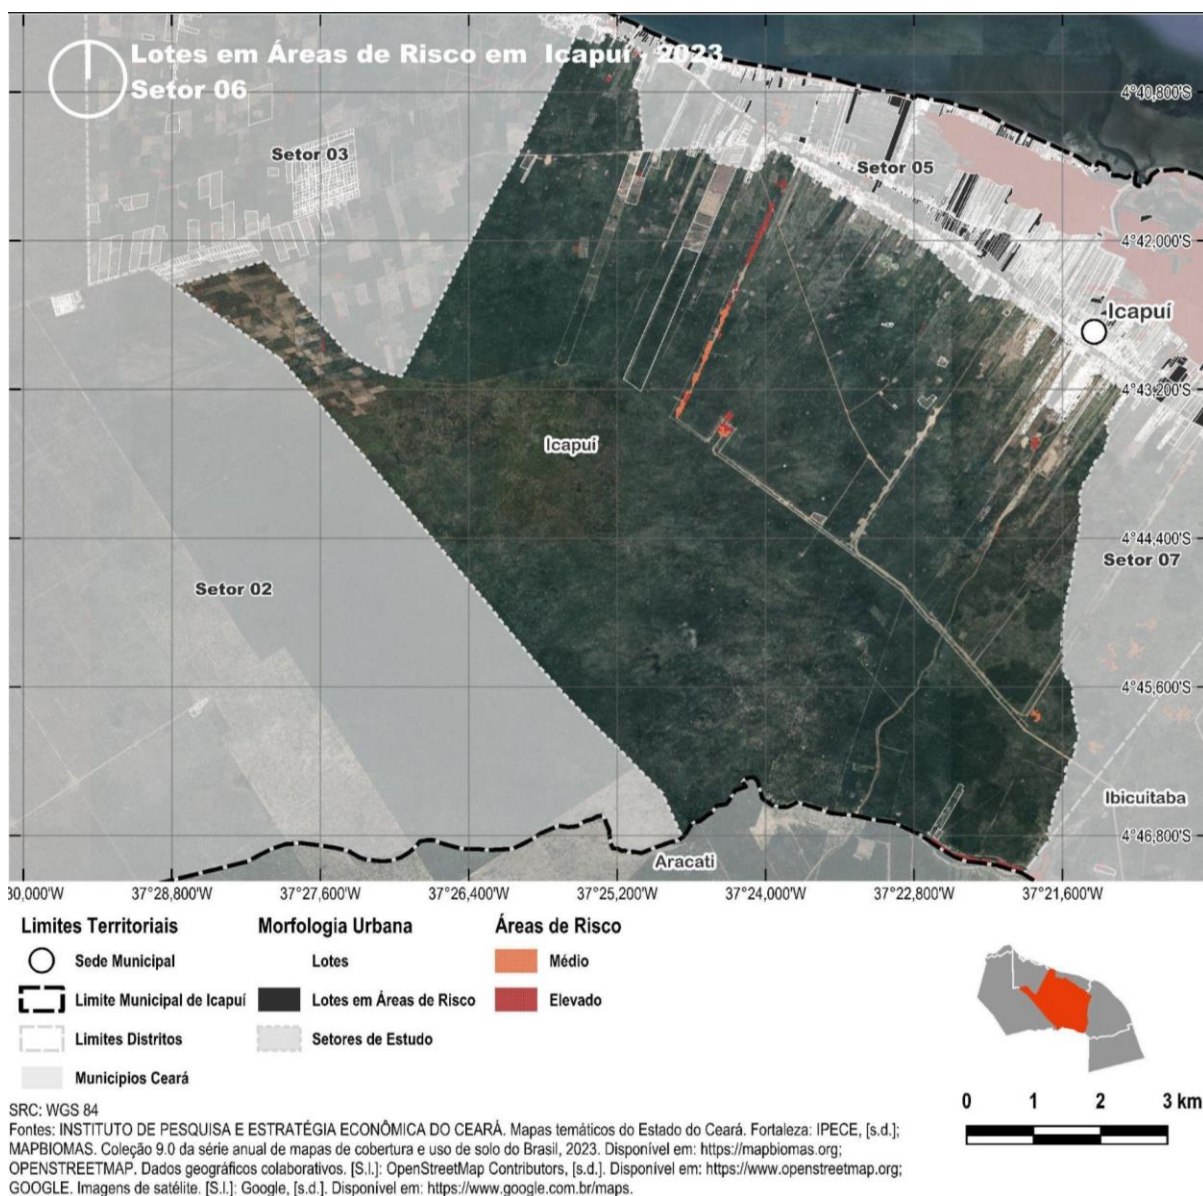 Lotes em Áreas de Risco em Icapuí - 2023
Setor 06
4°40,800'S
Setor 03
Setor 05
4°42,000'S
Icapuí
4°43,200'S
Icapuí
4°44,400'S
Setor 07
Setor 02
4°45,600'S
Ibicuitaba
4°46,800'S
Aracati
30,000'W
37°28,800'W
37°27,600'W
37°26,400'W
37°25,200'W
37°24,000'W
37°22,800'W
37°21,600'W
Limites Territoriais
Sede Municipal
Limite Municipal de Icapuí
Limites Distritos
Municipios Ceará
Morfologia Urbana
Lotes
Lotes em Áreas de Risco
Setores de Estudo
Áreas de Risco
Médio
Elevado
0 1 2 3 km
SRC: WGS 84
Fontes: INSTITUTO DE PESQUISA E ESTRATÉGIA ECONÔMICA DO CEARÁ. Mapas temáticos do Estado do Ceará. Fortaleza: IPECE, [s.d.];
MAPBIOMAS. Coleção 9.0 da série anual de mapas de cobertura e uso de solo do Brasil, 2023. Disponível em: https://mapbiomas.org;
OPENSTREETMAP. Dados geográficos colaborativos. [S.l.]: OpenStreetMap Contributors, [s.d.]. Disponível em: https://www.openstreetmap.org;
GOOGLE. Imagens de satélite. [S.l.]: Google, [s.d.]. Disponível em: https://www.google.com.br/maps.